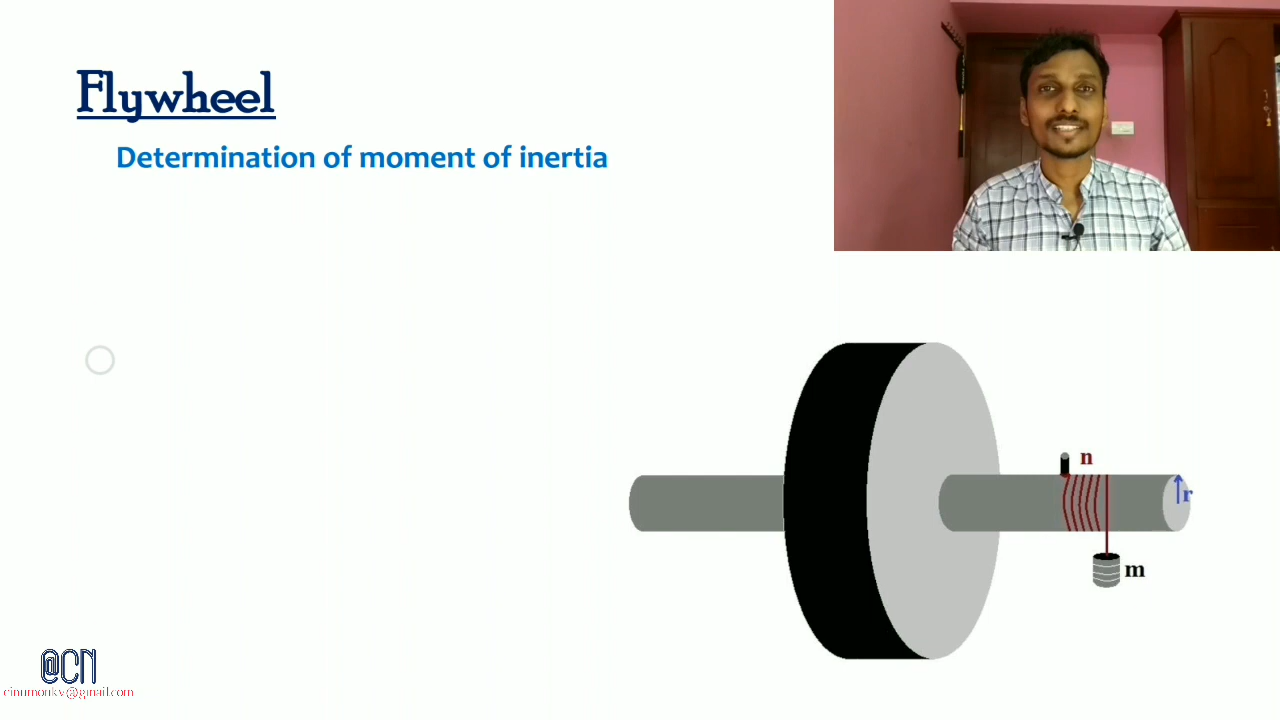 Flywheel
Determination of moment of inertia
n
r
m
@CN
cinumonkv@gmail.com